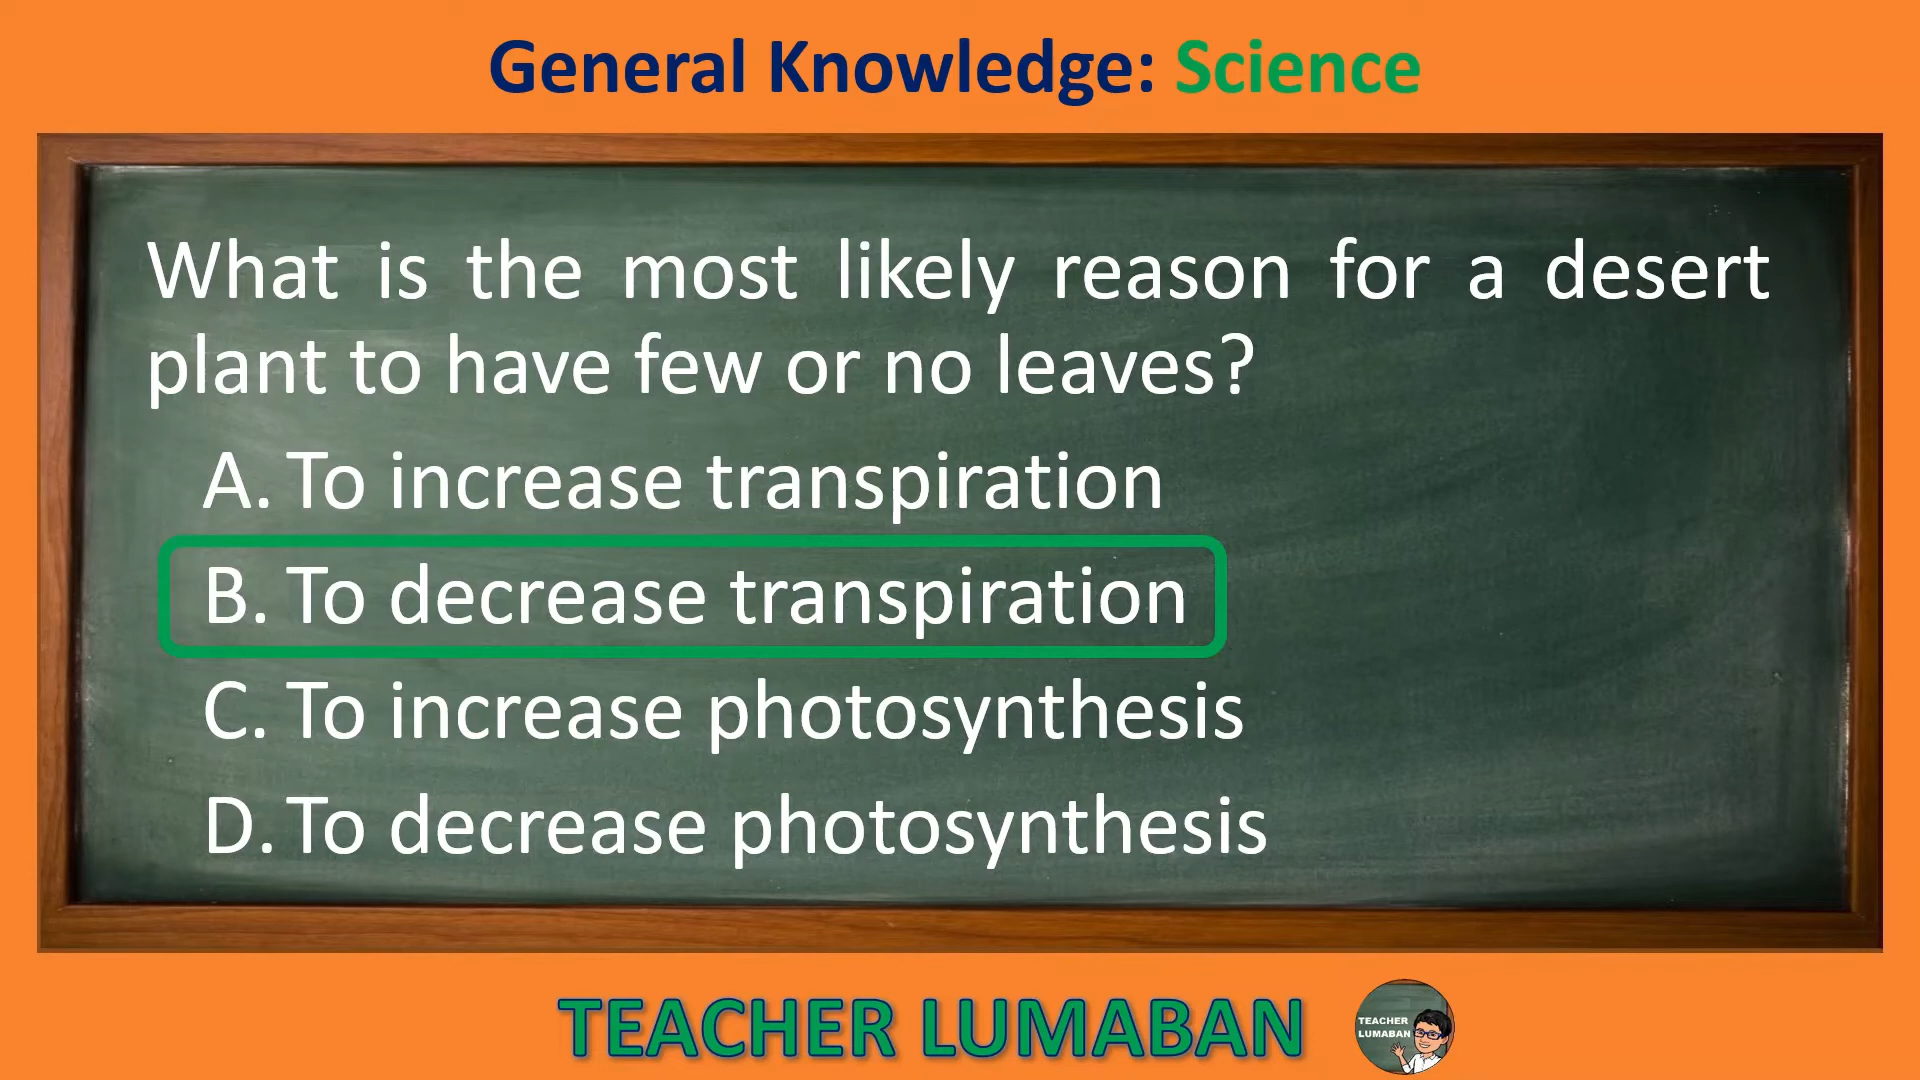 General Knowledge: Science
What is the most likely reason for a desert
plant to have few or no leaves?
A. To increase transpiration
B. To decrease transpiration
C. To increase photosynthesis
D. To decrease photosynthesis
TEACHER LUMABAN
TEACHER
LUMABAN